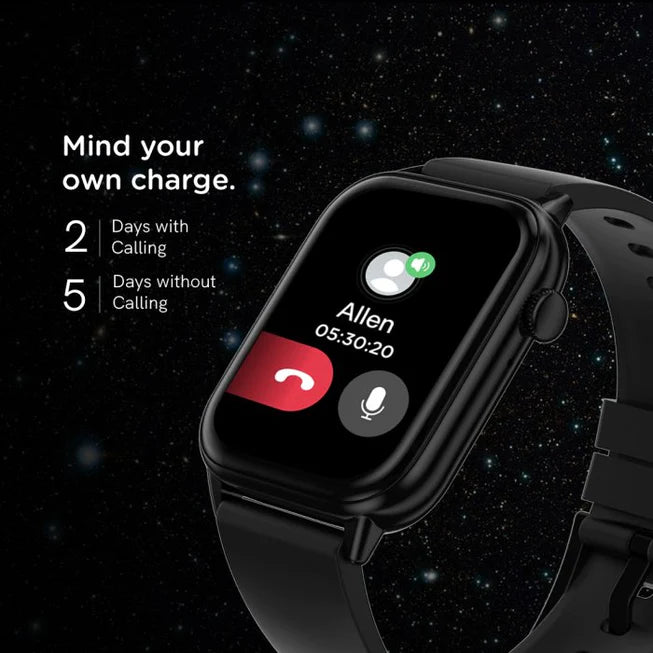 Mind your
own charge.
2
Days with
Calling
5
Days without
Calling
Allen
05:30:20